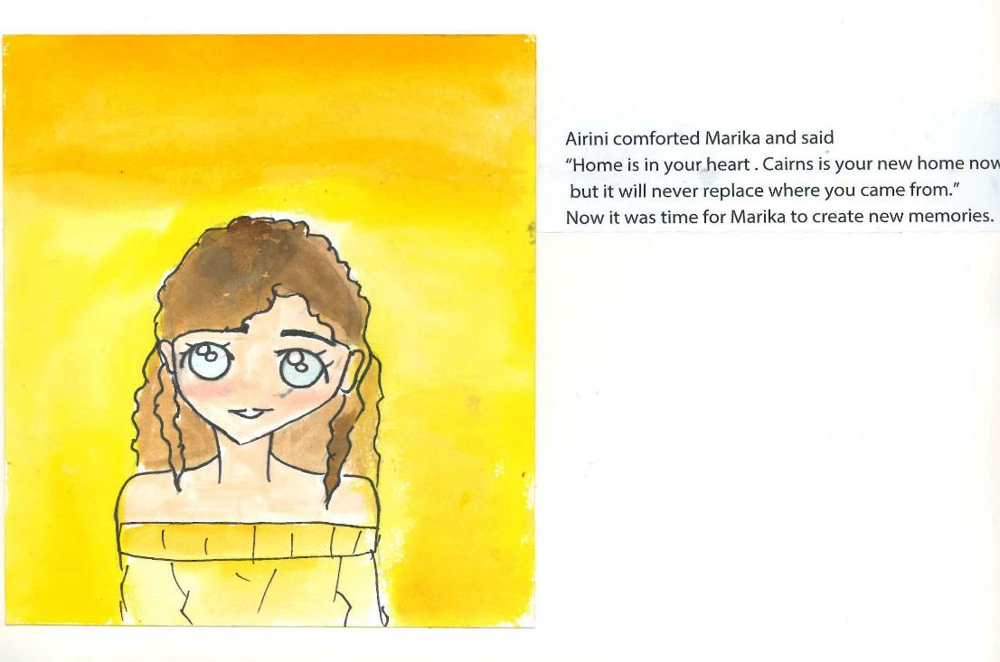 Airini comforted Marika and said
“Home is in your heart . Cairns is your new home now
but it will never replace where you came from.”
Now it was time for Marika to create new memories.